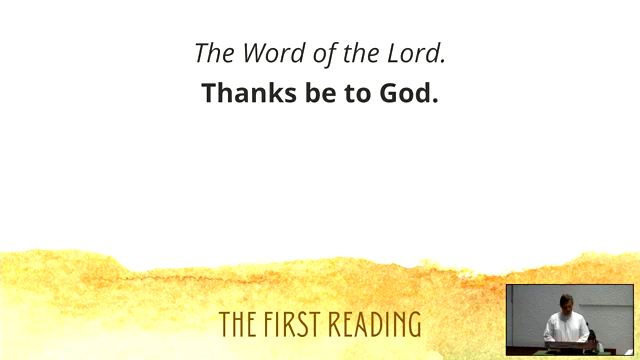 The Word of the Lord.
Thanks be to God.
THE FIRST READING